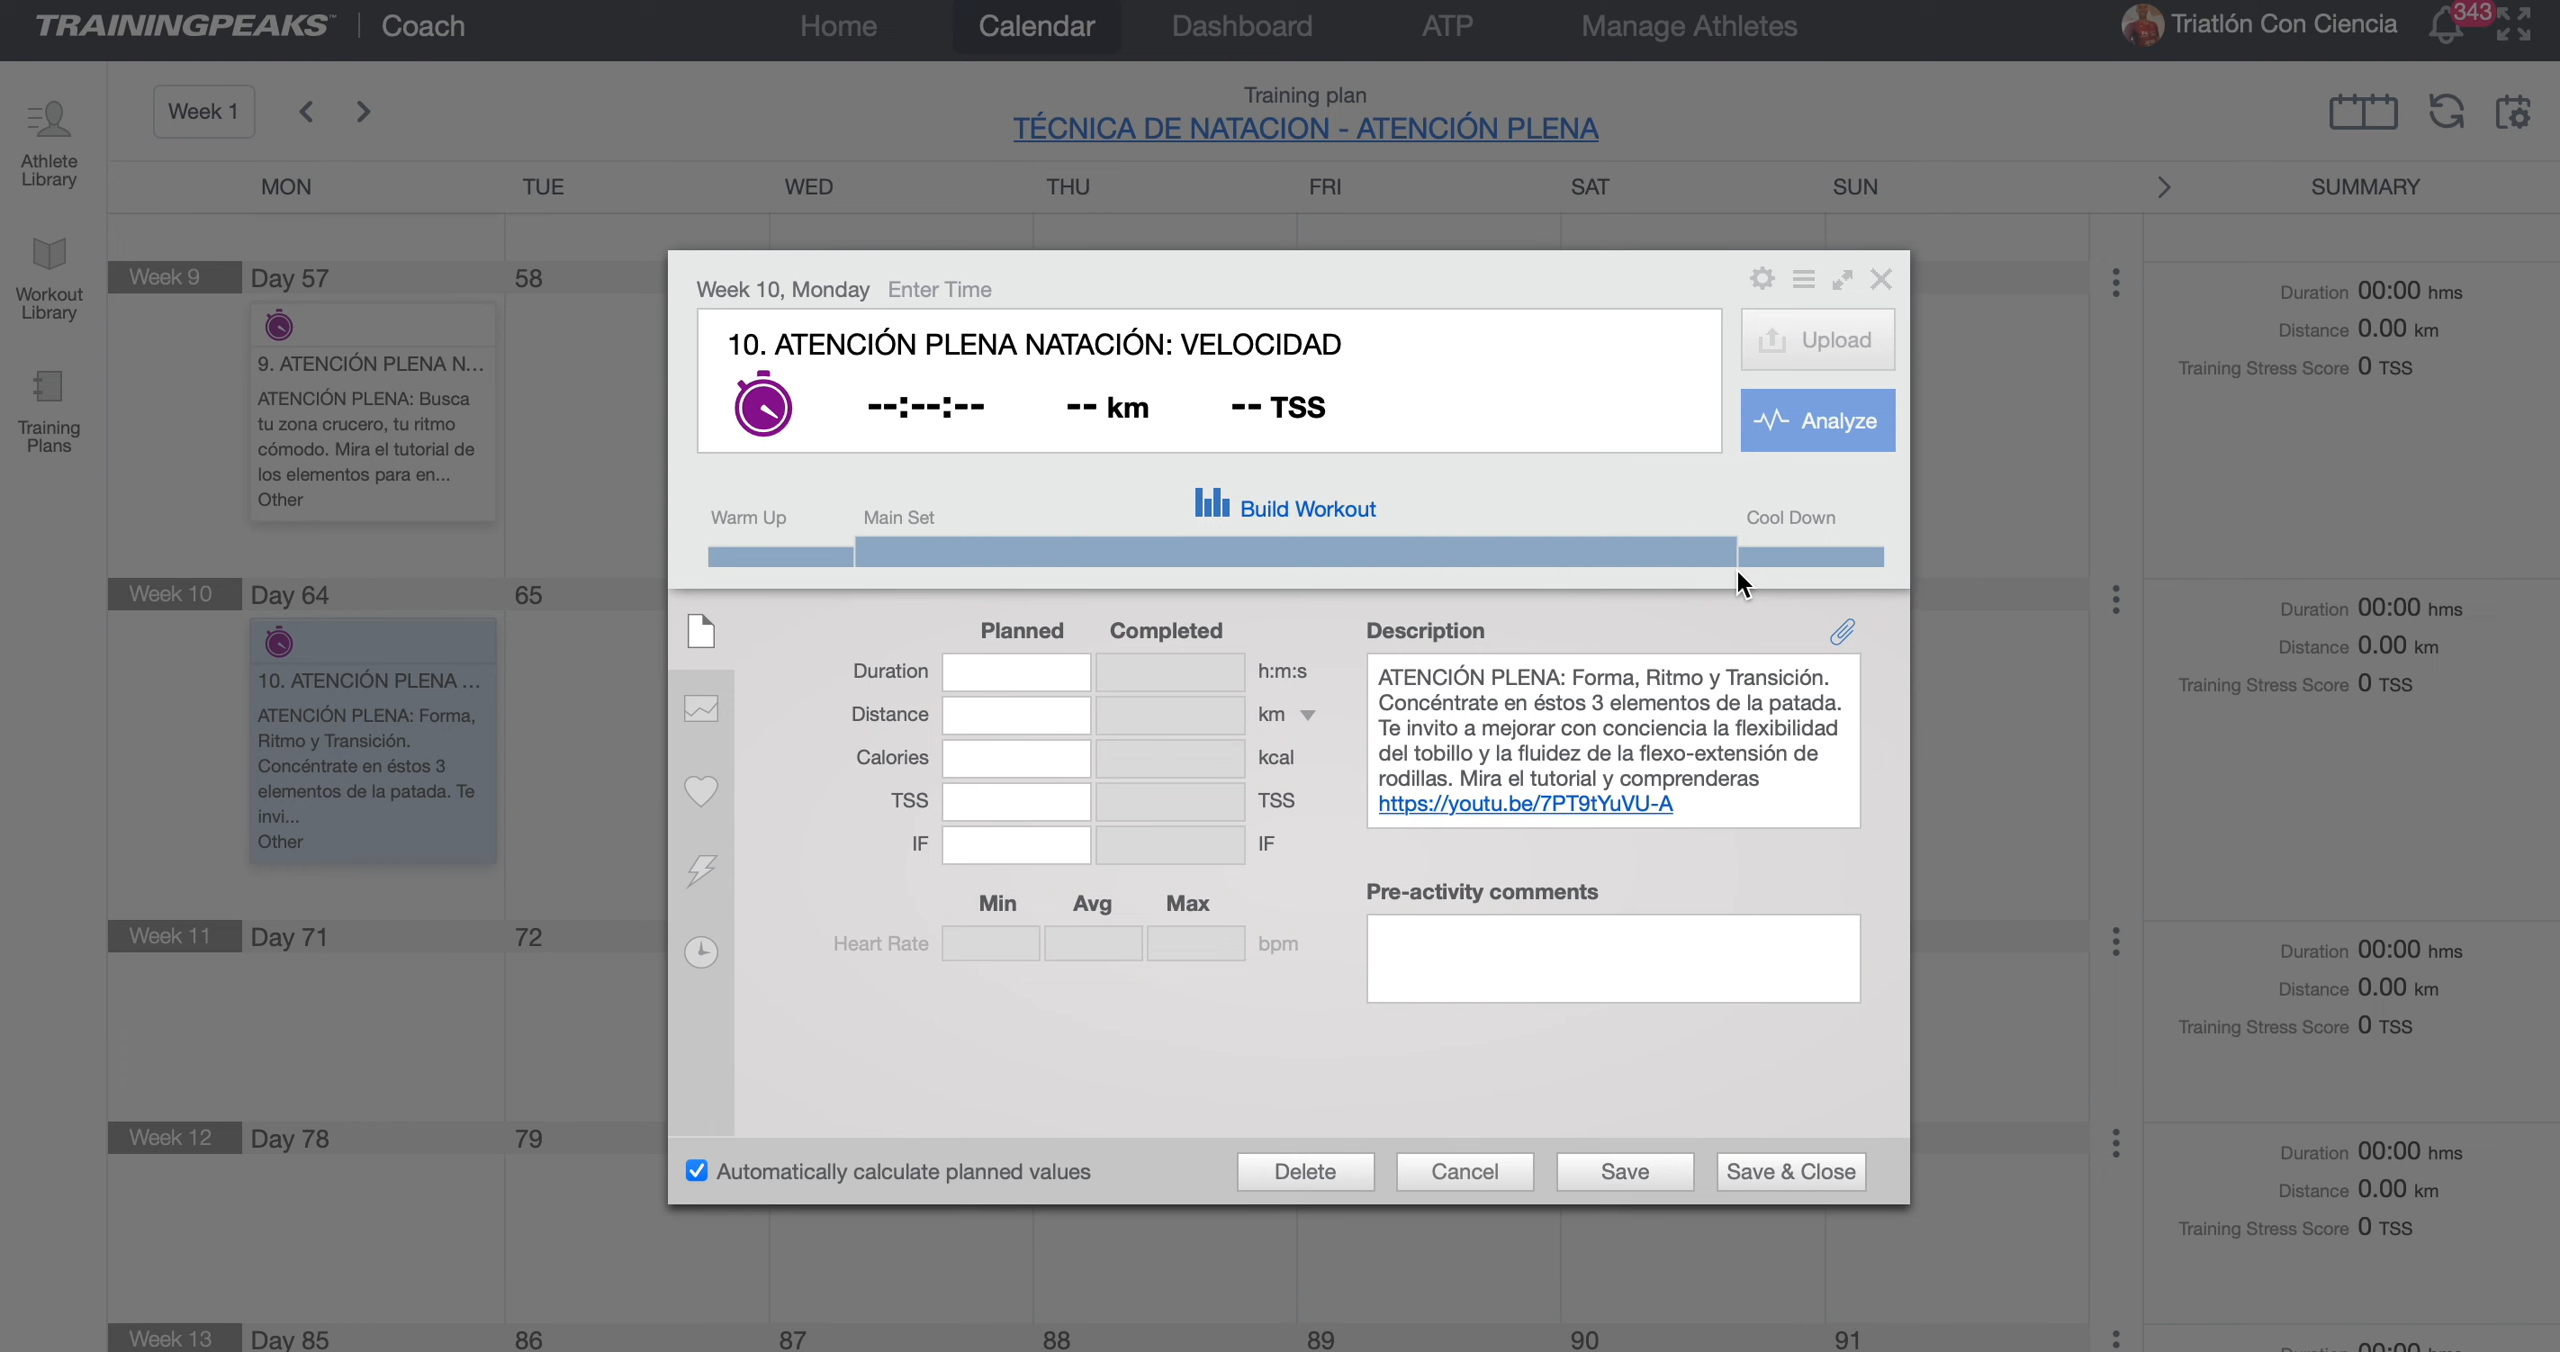 TRAININGPEAKS™ | Coach
Home
Calendar
Dashboard
ATP
Manage Athletes
Triatlón Con Ciencia
343
Athlete
Library
Workout
Library
Training
Plans
Week 1
Training plan
TÉCNICA DE NATACION - ATENCIÓN PLENA
MON TUE WED THU FRI SAT SUN SUMMARY
Week 9 Day 57 58
9. ATENCIÓN PLENA N...
ATENCIÓN PLENA: Busca
tu zona crucero, tu ritmo
cómodo. Mira el tutorial de
los elementos para en...
Other
Duration 00:00 hms
Distance 0.00 km
Training Stress Score 0 TSS
Week 10 Day 64 65
10. ATENCIÓN PLENA ...
ATENCIÓN PLENA: Forma,
Ritmo y Transición.
Concéntrate en éstos 3
elementos de la patada. Te
invi...
Other
Duration 00:00 hms
Distance 0.00 km
Training Stress Score 0 TSS
Week 11 Day 71 72
Duration 00:00 hms
Distance 0.00 km
Training Stress Score 0 TSS
Week 12 Day 78 79
Duration 00:00 hms
Distance 0.00 km
Training Stress Score 0 TSS
Week 13 Day 85 86 87 88 89 90 91
Week 10, Monday Enter Time
10. ATENCIÓN PLENA NATACIÓN: VELOCIDAD
--:--:-- -- km -- TSS
Upload
Analyze
Build Workout
Warm Up Main Set Cool Down
Planned Completed
Duration h:m:s
Distance km
Calories kcal
TSS TSS
IF IF
Min Avg Max
Heart Rate bpm
Description
ATENCIÓN PLENA: Forma, Ritmo y Transición.
Concéntrate en éstos 3 elementos de la patada.
Te invito a mejorar con conciencia la flexibilidad
del tobillo y la fluidez de la flexo-extensión de
rodillas. Mira el tutorial y comprenderas
https://youtu.be/7PT9tYuVU-A
Pre-activity comments
Automatically calculate planned values
Delete
Cancel
Save
Save & Close